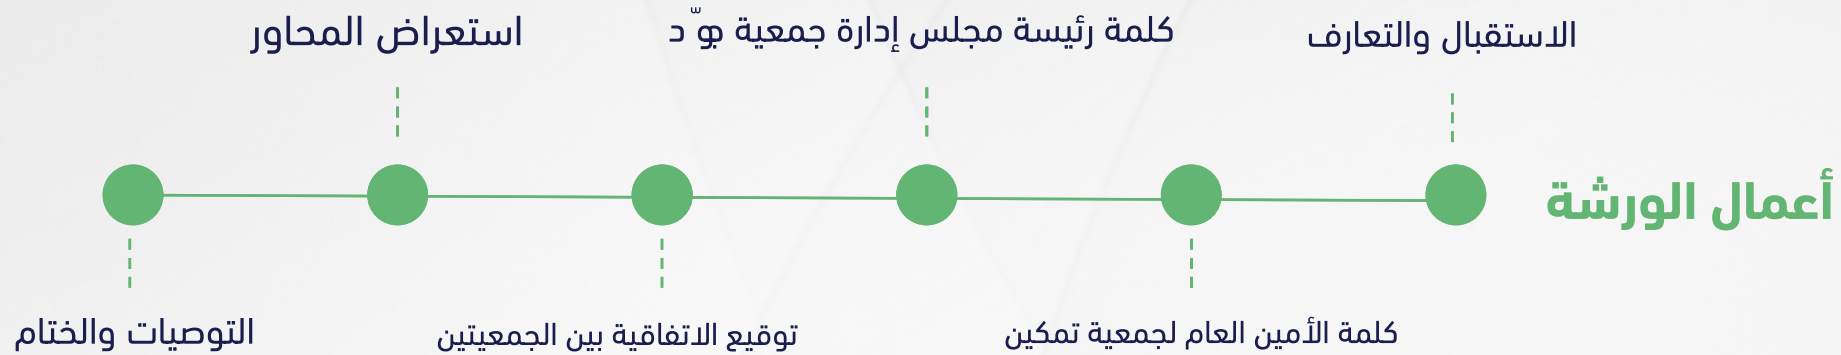 أعمال الورشة
الاستقبال والتعارف
كلمة الأمين العام لجمعية تمكين
كلمة رئيسة مجلس إدارة جمعية بوّد
توقيع الاتفاقية بين الجمعيتين
استعراض المحاور
التوصيات والختام